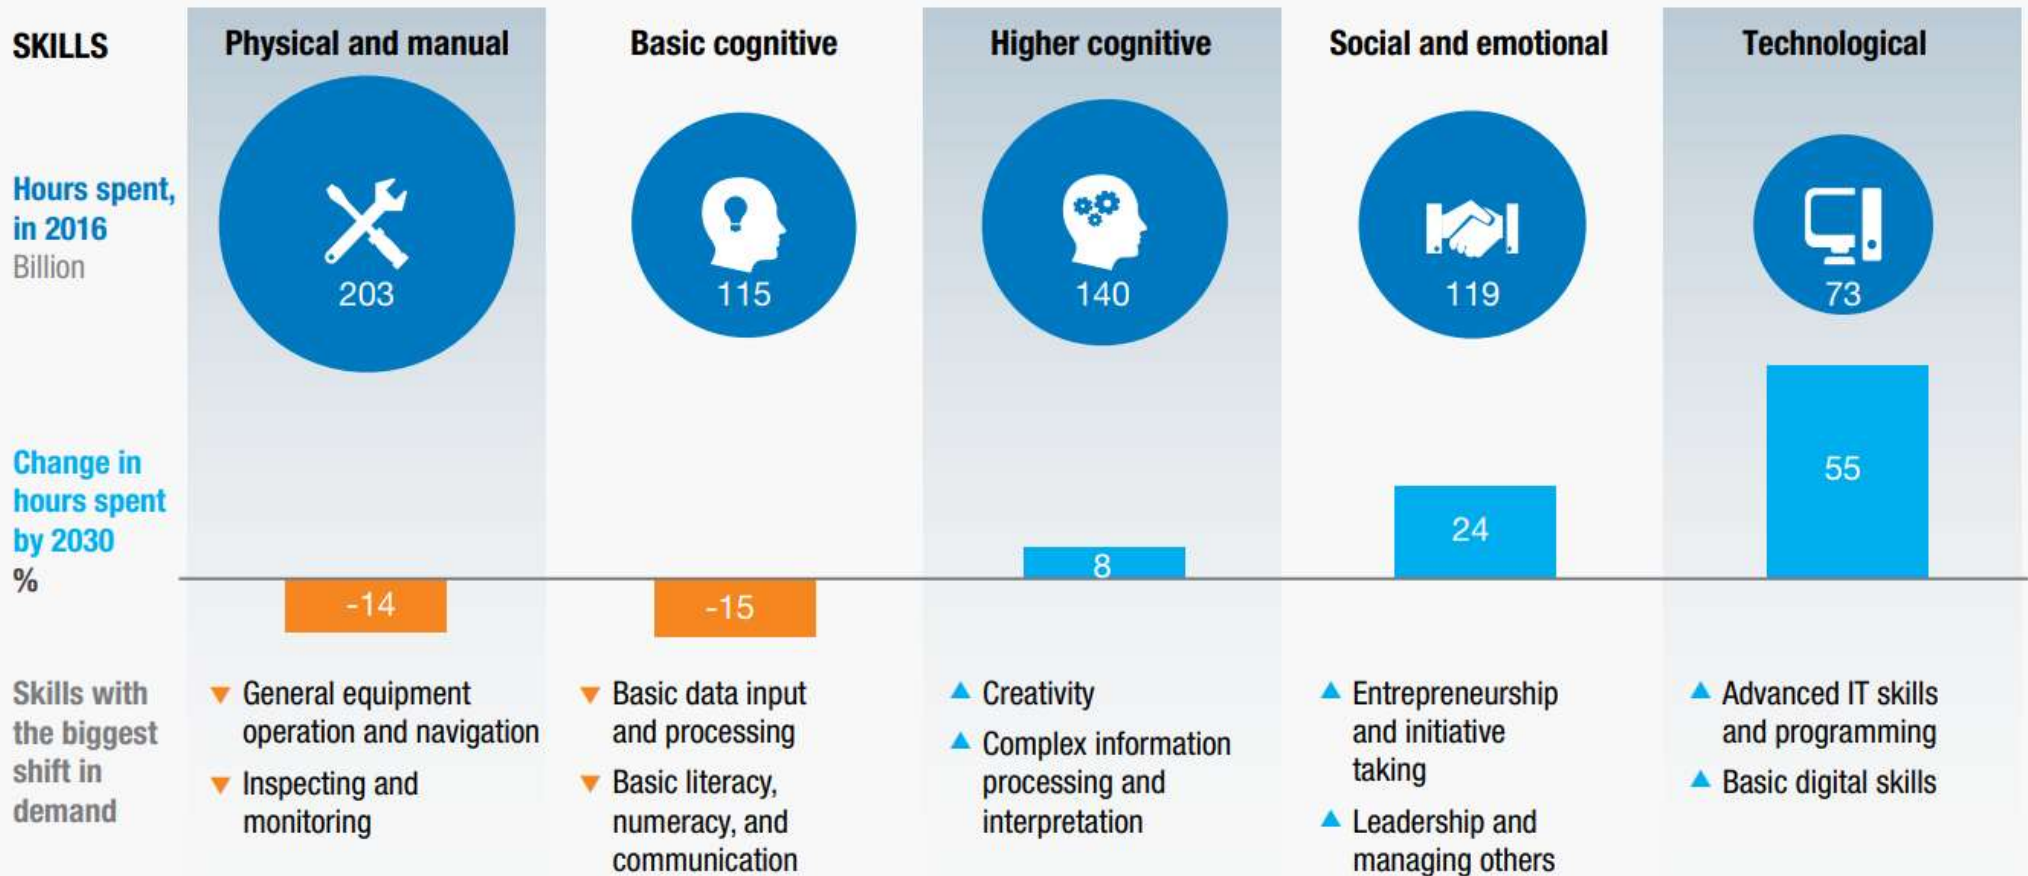 SKILLS
Physical and manual
Basic cognitive
Higher cognitive
Social and emotional
Technological
Hours spent,
in 2016
Billion
203
115
140
119
73
Change in
hours spent
by 2030
%
-14
-15
8
24
55
Skills with
the biggest
shift in
demand
▼ General equipment
operation and navigation
▼ Inspecting and
monitoring
▼ Basic data input
and processing
▼ Basic literacy,
numeracy, and
communication
▲ Creativity
▲ Complex information
processing and
interpretation
▲ Entrepreneurship
and initiative
taking
▲ Leadership and
managing others
▲ Advanced IT skills
and programming
▲ Basic digital skills